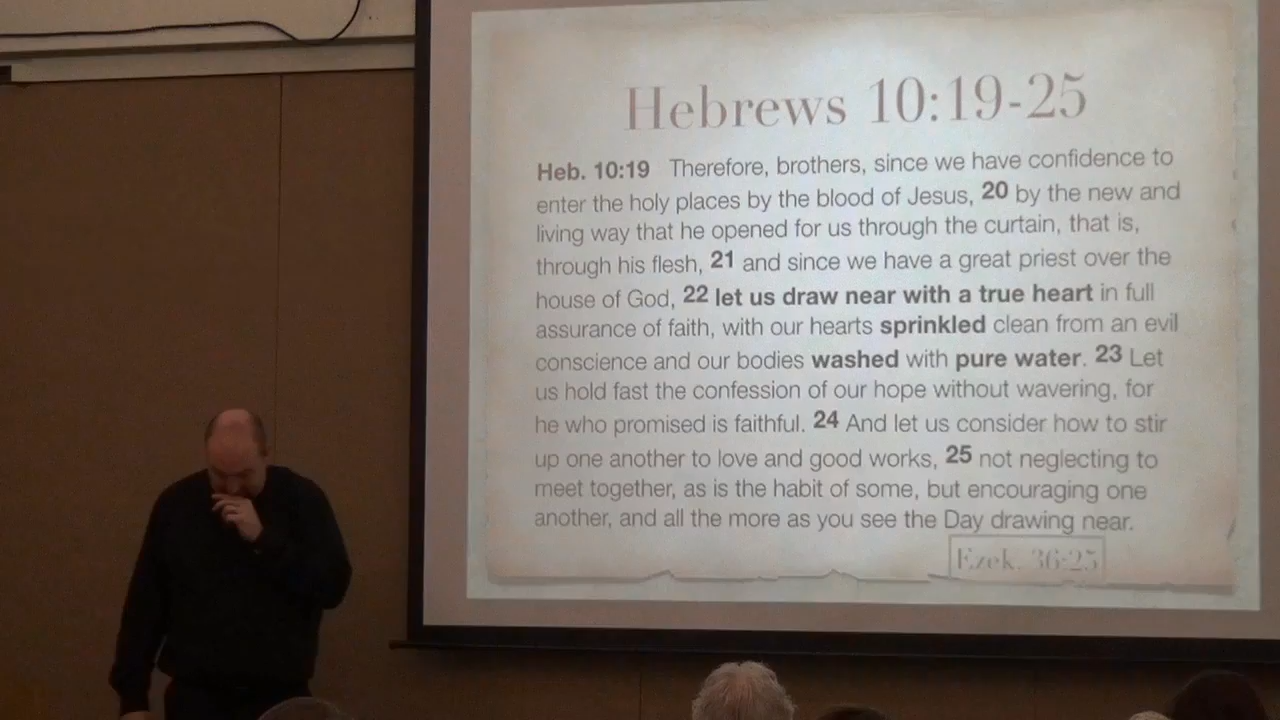 Hebrews 10:19-25
Heb. 10:19 Therefore, brothers, since we have confidence to
enter the holy places by the blood of Jesus, 20 by the new and
living way that he opened for us through the curtain, that is,
through his flesh, 21 and since we have a great priest over the
house of God, 22 let us draw near with a true heart in full
assurance of faith, with our hearts sprinkled clean from an evil
conscience and our bodies washed with pure water. 23 Let
us hold fast the confession of our hope without wavering, for
he who promised is faithful. 24 And let us consider how to stir
up one another to love and good works, 25 not neglecting to
meet together, as is the habit of some, but encouraging one
another, and all the more as you see the Day drawing near.
Ezek. 36:25